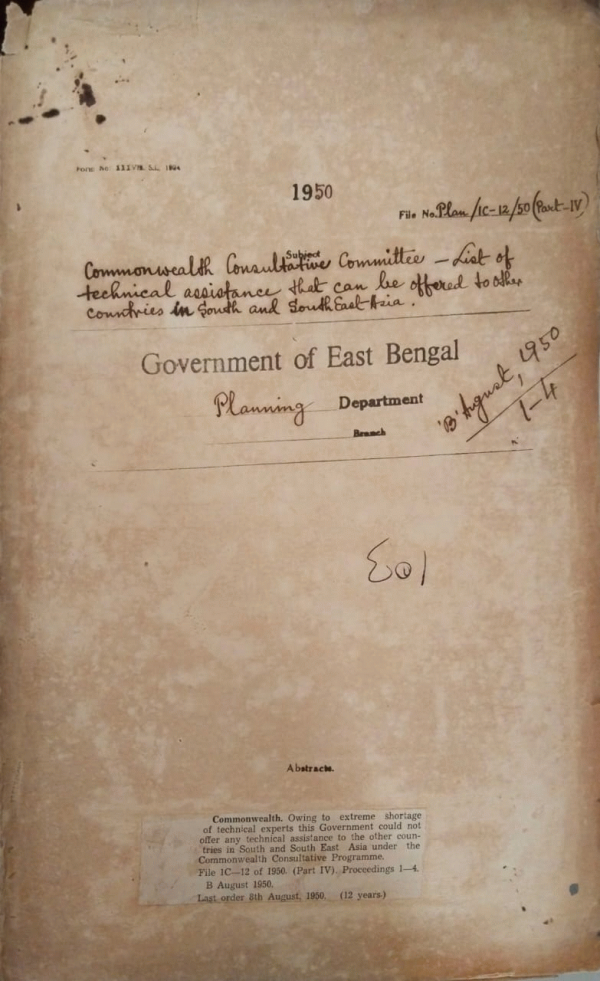 1950
File No. Plan/IC-12/50 (Part-IV)
Subject
Commonwealth Consultative Committee – List of
technical assistance that can be offered to other
countries in South and South East Asia.
Government of East Bengal
Planning Department
Branch
'B' August, 1950
1-4
Abstracts.
Commonwealth. Owing to extreme shortage
of technical experts this Government could not
offer any technical assistance to the other coun-
tries in South and South East Asia under the
Commonwealth Consultative Programme.
File 1C—12 of 1950. (Part IV). Proceedings 1—4.
B August 1950.
Last order 8th August, 1950. (12 years.)